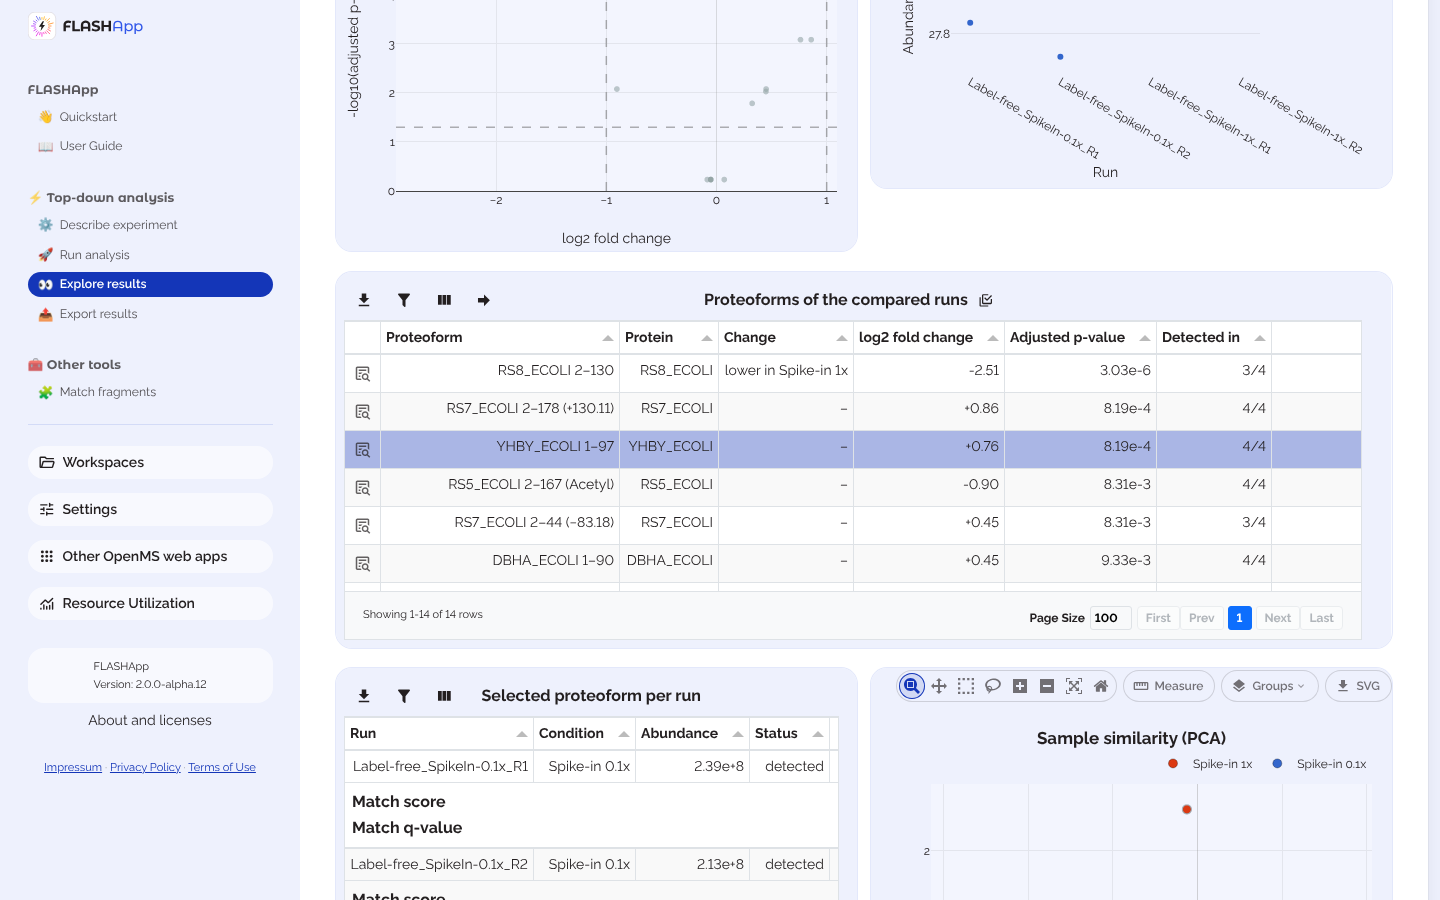 FLASHApp
FLASHApp
Quickstart
User Guide
Top-down analysis
Describe experiment
Run analysis
Explore results
Export results
Other tools
Match fragments
Workspaces
Settings
Other OpenMS web apps
Resource Utilization
FLASHApp
Version: 2.0.0-alpha.12
About and licenses
Impressum · Privacy Policy · Terms of Use
-log10(adjusted p-
3
2
1
0
−2 −1 0 1
log2 fold change
Abundan
27.8
Label-free_SpikeIn-0.1x_R1
Label-free_SpikeIn-0.1x_R2
Label-free_SpikeIn-1x_R1
Label-free_SpikeIn-1x_R2
Run
Proteoforms of the compared runs
Proteoform Protein Change log2 fold change Adjusted p-value Detected in
RS8_ECOLI 2–130 RS8_ECOLI lower in Spike-in 1x -2.51 3.03e-6 3/4
RS7_ECOLI 2–178 (+130.11) RS7_ECOLI – +0.86 8.19e-4 4/4
YHBY_ECOLI 1–97 YHBY_ECOLI – +0.76 8.19e-4 4/4
RS5_ECOLI 2–167 (Acetyl) RS5_ECOLI – -0.90 8.31e-3 4/4
RS7_ECOLI 2–44 (−83.18) RS7_ECOLI – +0.45 8.31e-3 3/4
DBHA_ECOLI 1–90 DBHA_ECOLI – +0.45 9.33e-3 4/4
Showing 1-14 of 14 rows
Page Size 100 First Prev 1 Next Last
Selected proteoform per run
Run Condition Abundance Status
Label-free_SpikeIn-0.1x_R1 Spike-in 0.1x 2.39e+8 detected
Match score
Match q-value
Label-free_SpikeIn-0.1x_R2 Spike-in 0.1x 2.13e+8 detected
Match score
Measure Groups SVG
Sample similarity (PCA)
Spike-in 1x Spike-in 0.1x
2